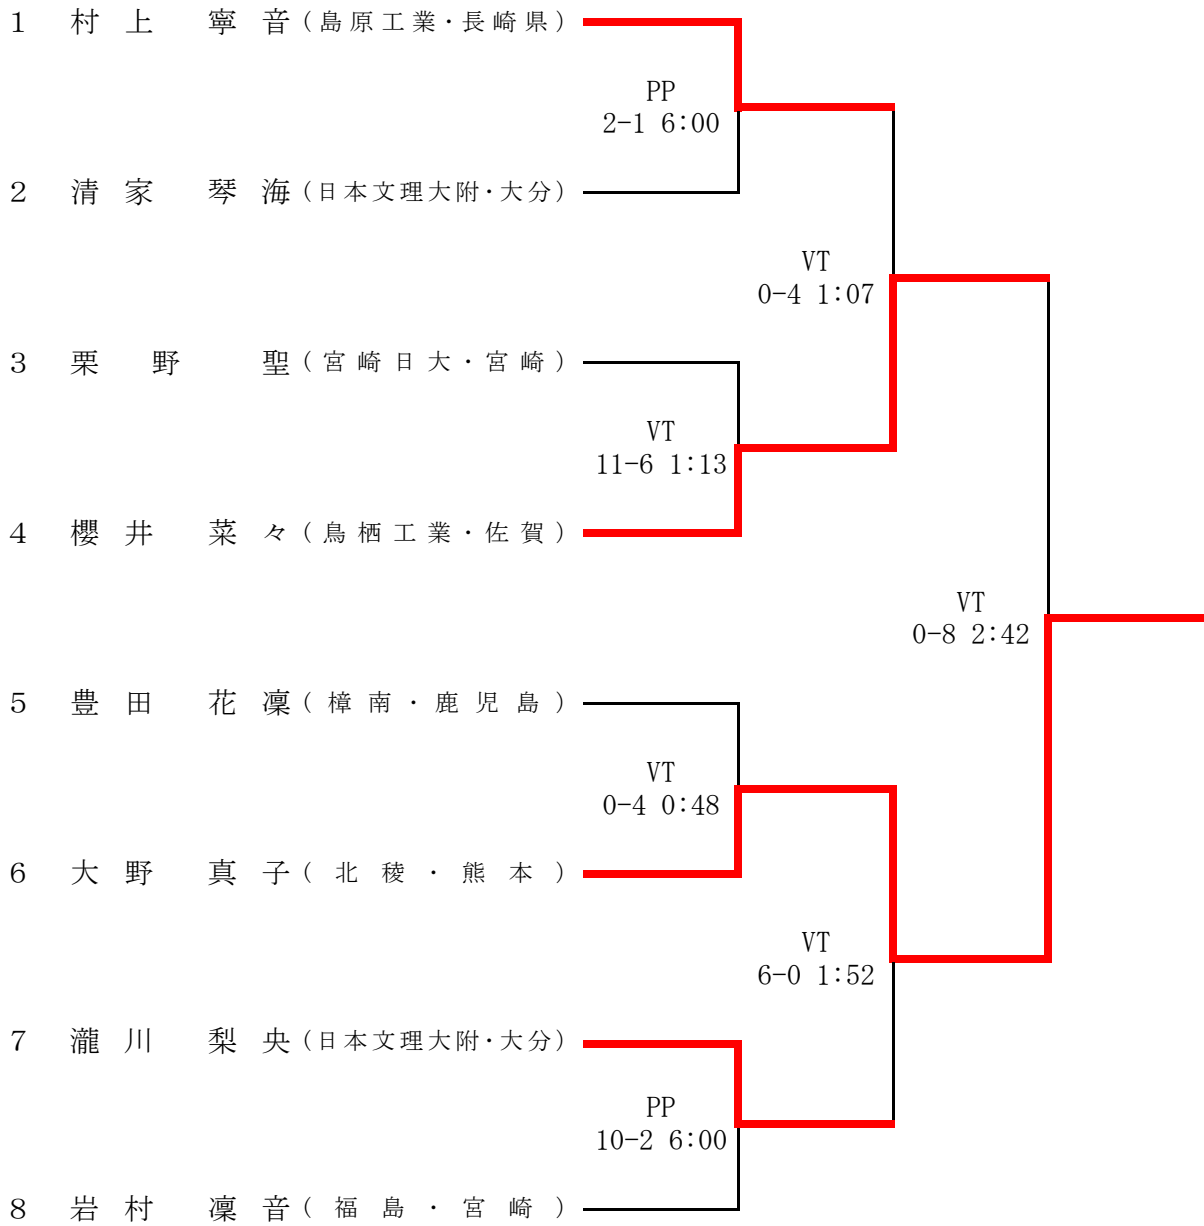 1 村上 寧音(島原工業・長崎県)
PP
2-1 6:00
2 清家 琴海(日本文理大附・大分)
VT
0-4 1:07
3 栗野 聖(宮崎日大・宮崎)
VT
11-6 1:13
4 櫻井 菜々(鳥栖工業・佐賀)
VT
0-8 2:42
5 豊田 花凜(樟南・鹿児島)
VT
0-4 0:48
6 大野 真子(北稜・熊本)
VT
6-0 1:52
7 瀧川 梨央(日本文理大附・大分)
PP
10-2 6:00
8 岩村 凜音(福島・宮崎)